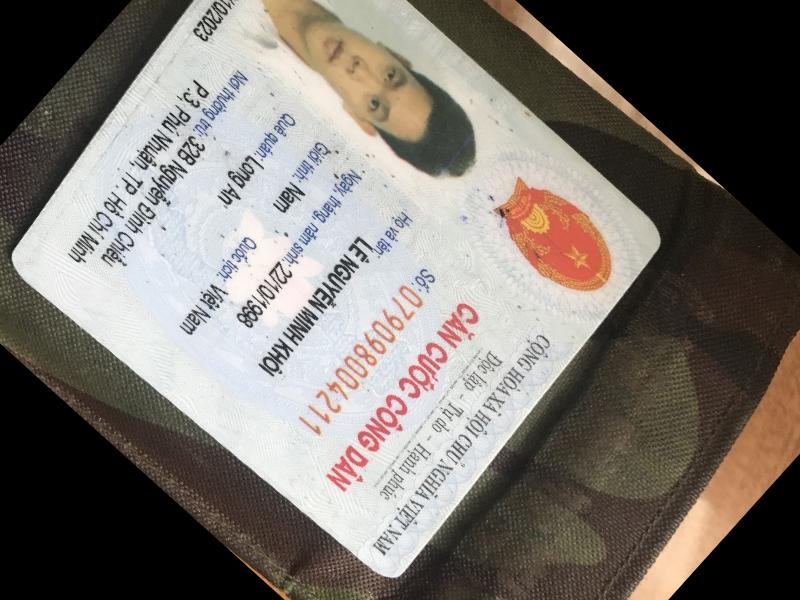 CỘNG HÒA XÃ HỘI CHỦ NGHĨA VIỆT NAM
Độc lập - Tự do - Hạnh phúc
CĂN CƯỚC CÔNG DÂN
Số: 079098004211
Họ và tên:
LÊ NGUYỄN MINH KHÔI
Ngày, tháng, năm sinh: 22/10/1998
Giới tính: Nam Quốc tịch: Việt Nam
Quê quán: Long An
Nơi thường trú: 32B Nguyễn Đình Chiểu
P.3, Phú Nhuận, TP. Hồ Chí Minh
/10/2023